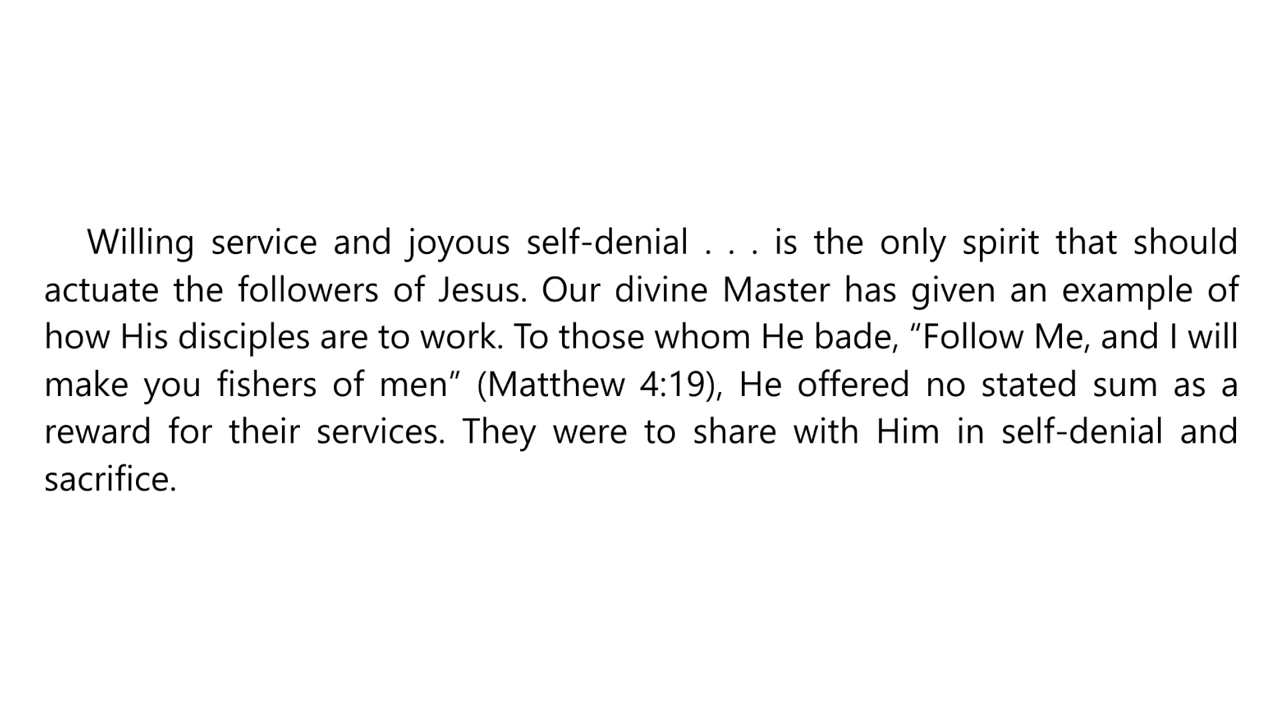 Willing service and joyous self-denial . . . is the only spirit that should
actuate the followers of Jesus. Our divine Master has given an example of
how His disciples are to work. To those whom He bade, “Follow Me, and I will
make you fishers of men” (Matthew 4:19), He offered no stated sum as a
reward for their services. They were to share with Him in self-denial and
sacrifice.